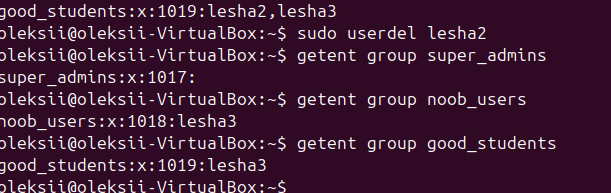 good_students:x:1019:lesha2,lesha3
oleksii@oleksii-VirtualBox:~$ sudo userdel lesha2
oleksii@oleksii-VirtualBox:~$ getent group super_admins
super_admins:x:1017:
oleksii@oleksii-VirtualBox:~$ getent group noob_users
noob_users:x:1018:lesha3
oleksii@oleksii-VirtualBox:~$ getent group good_students
good_students:x:1019:lesha3
oleksii@oleksii-VirtualBox:~$